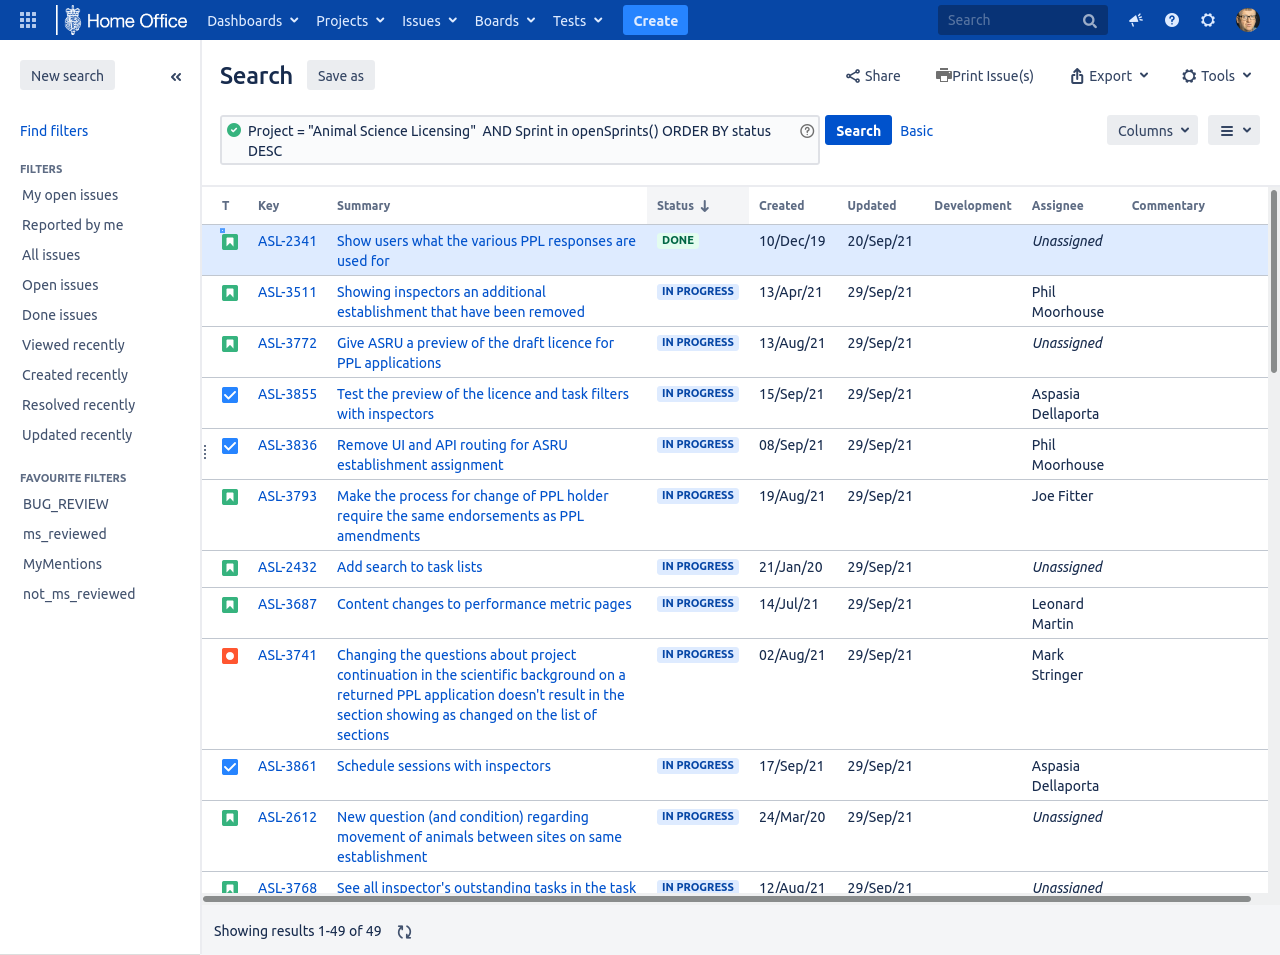 Home Office Dashboards Projects Issues Boards Tests Create Search
New search
Find filters
FILTERS
My open issues
Reported by me
All issues
Open issues
Done issues
Viewed recently
Created recently
Resolved recently
Updated recently
FAVOURITE FILTERS
BUG_REVIEW
ms_reviewed
MyMentions
not_ms_reviewed
Search Save as Share Print Issue(s) Export Tools
Project = "Animal Science Licensing"  AND Sprint in openSprints() ORDER BY status
DESC
Search Basic Columns
T Key Summary Status Created Updated Development Assignee Commentary
ASL-2341 Show users what the various PPL responses are DONE 10/Dec/19 20/Sep/21 Unassigned
used for
ASL-3511 Showing inspectors an additional IN PROGRESS 13/Apr/21 29/Sep/21 Phil
establishment that have been removed Moorhouse
ASL-3772 Give ASRU a preview of the draft licence for IN PROGRESS 13/Aug/21 29/Sep/21 Unassigned
PPL applications
ASL-3855 Test the preview of the licence and task filters IN PROGRESS 15/Sep/21 29/Sep/21 Aspasia
with inspectors Dellaporta
ASL-3836 Remove UI and API routing for ASRU IN PROGRESS 08/Sep/21 29/Sep/21 Phil
establishment assignment Moorhouse
ASL-3793 Make the process for change of PPL holder IN PROGRESS 19/Aug/21 29/Sep/21 Joe Fitter
require the same endorsements as PPL
amendments
ASL-2432 Add search to task lists IN PROGRESS 21/Jan/20 29/Sep/21 Unassigned
ASL-3687 Content changes to performance metric pages IN PROGRESS 14/Jul/21 29/Sep/21 Leonard
Martin
ASL-3741 Changing the questions about project IN PROGRESS 02/Aug/21 29/Sep/21 Mark
continuation in the scientific background on a Stringer
returned PPL application doesn't result in the
section showing as changed on the list of
sections
ASL-3861 Schedule sessions with inspectors IN PROGRESS 17/Sep/21 29/Sep/21 Aspasia
Dellaporta
ASL-2612 New question (and condition) regarding IN PROGRESS 24/Mar/20 29/Sep/21 Unassigned
movement of animals between sites on same
establishment
ASL-3768 See all inspector's outstanding tasks in the task IN PROGRESS 12/Aug/21 29/Sep/21 Unassigned
Showing results 1-49 of 49